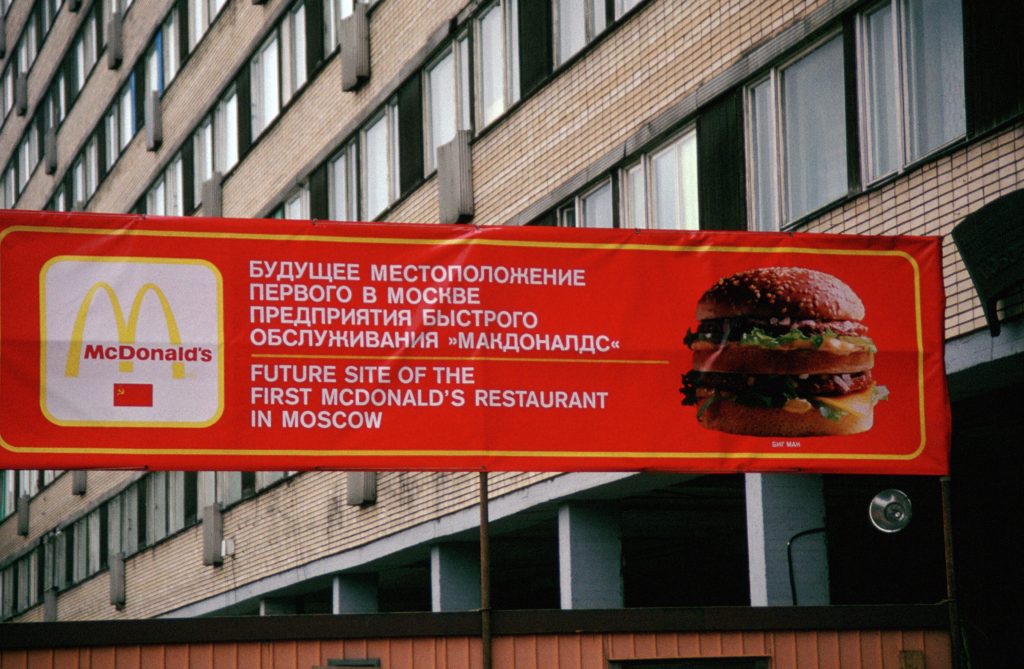 McDonald's
БУДУЩЕЕ МЕСТОПОЛОЖЕНИЕ
ПЕРВОГО В МОСКВЕ
ПРЕДПРИЯТИЯ БЫСТРОГО
ОБСЛУЖИВАНИЯ »МАКДОНАЛДС«
FUTURE SITE OF THE
FIRST MCDONALD'S RESTAURANT
IN MOSCOW
БИГ МАК